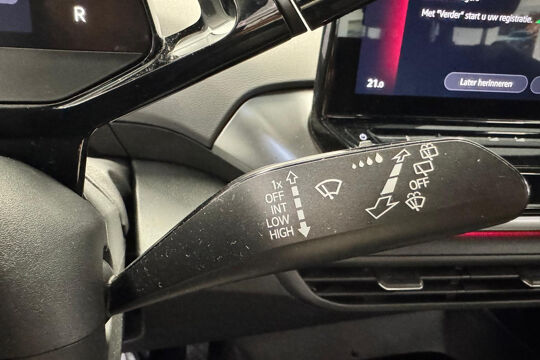 R
Met "Verder" start u uw registratie.
21.0
Later herinneren
1x
OFF
INT
LOW
HIGH
OFF